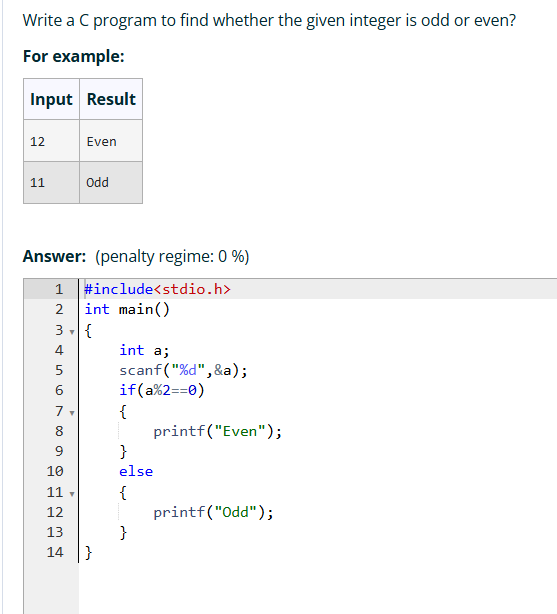 Write a C program to find whether the given integer is odd or even?
For example:
Input Result
12 Even
11 Odd
Answer: (penalty regime: 0 %)
1 #include<stdio.h>
2 int main()
3 {
4     int a;
5     scanf("%d",&a);
6     if(a%2==0)
7     {
8         printf("Even");
9     }
10     else
11     {
12         printf("Odd");
13     }
14 }